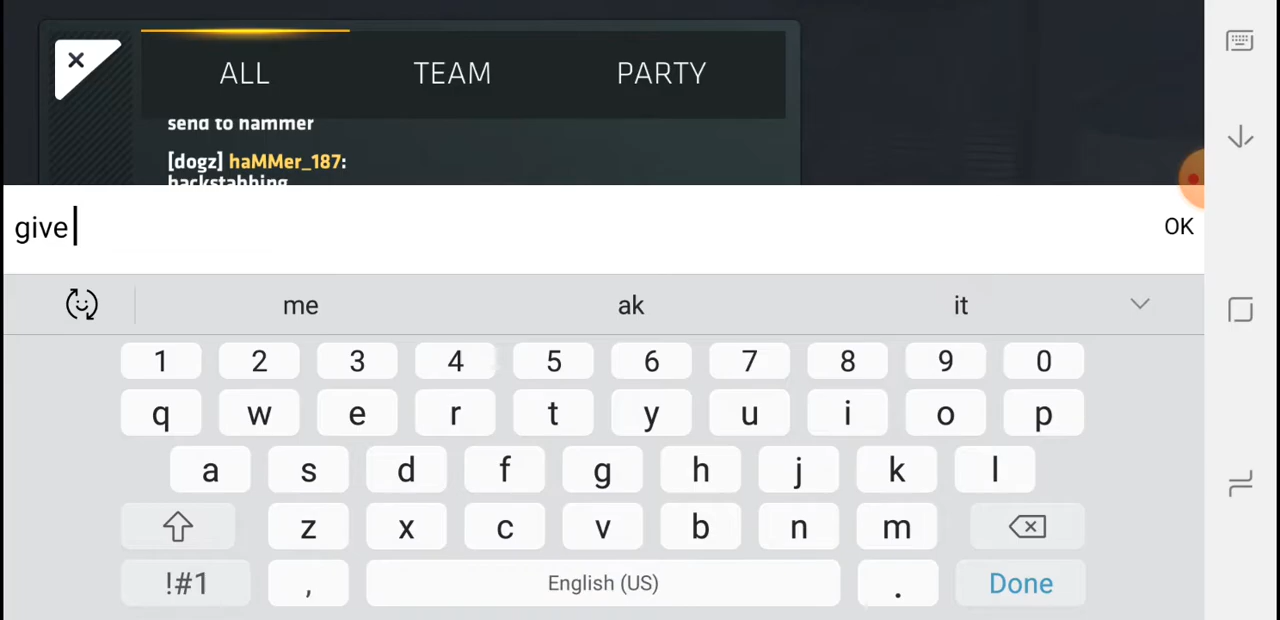 ALL TEAM PARTY
send to hammer
[dogz] haMMer_187:
backstabbing
give
OK
me ak it
1 2 3 4 5 6 7 8 9 0
q w e r t y u i o p
a s d f g h j k l
z x c v b n m
!#1 , English (US) . Done